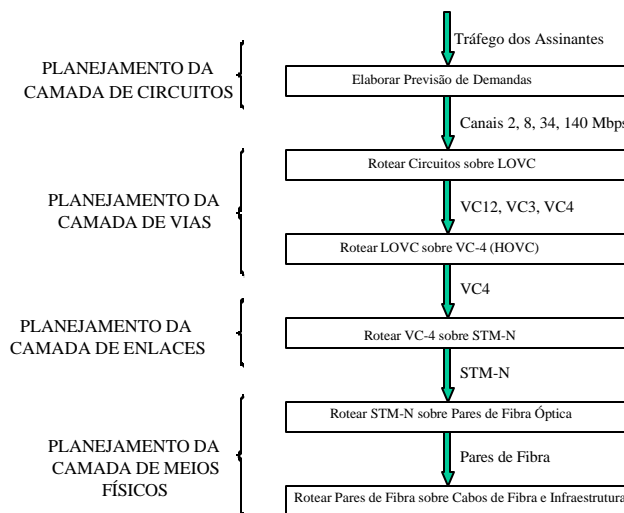 Tráfego dos Assinantes
PLANEJAMENTO DA
CAMADA DE CIRCUITOS
Elaborar Previsão de Demandas
Canais 2, 8, 34, 140 Mbps
PLANEJAMENTO DA
CAMADA DE VIAS
Rotear Circuitos sobre LOVC
VC12, VC3, VC4
Rotear LOVC sobre VC-4 (HOVC)
VC4
PLANEJAMENTO DA
CAMADA DE ENLACES
Rotear VC-4 sobre STM-N
STM-N
PLANEJAMENTO DA
CAMADA DE MEIOS
FÍSICOS
Rotear STM-N sobre Pares de Fibra Óptica
Pares de Fibra
Rotear Pares de Fibra sobre Cabos de Fibra e Infraestrutura